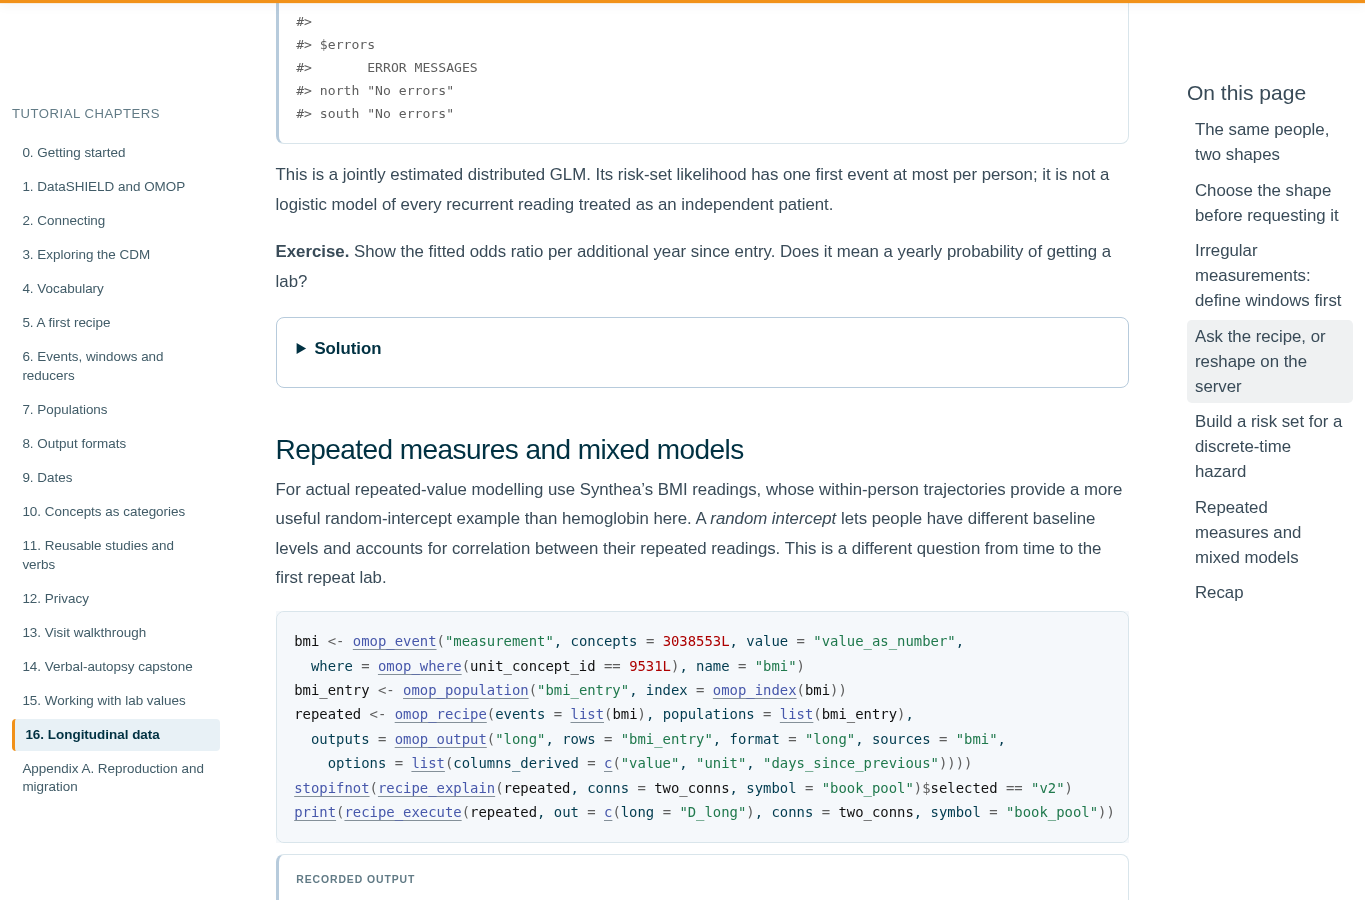 TUTORIAL CHAPTERS
0. Getting started
1. DataSHIELD and OMOP
2. Connecting
3. Exploring the CDM
4. Vocabulary
5. A first recipe
6. Events, windows and
reducers
7. Populations
8. Output formats
9. Dates
10. Concepts as categories
11. Reusable studies and
verbs
12. Privacy
13. Visit walkthrough
14. Verbal-autopsy capstone
15. Working with lab values
16. Longitudinal data
Appendix A. Reproduction and
migration
#>
#> $errors
#>       ERROR MESSAGES
#> north "No errors"
#> south "No errors"
This is a jointly estimated distributed GLM. Its risk-set likelihood has one first event at most per person; it is not a
logistic model of every recurrent reading treated as an independent patient.
Exercise. Show the fitted odds ratio per additional year since entry. Does it mean a yearly probability of getting a
lab?
Solution
Repeated measures and mixed models
For actual repeated-value modelling use Synthea’s BMI readings, whose within-person trajectories provide a more
useful random-intercept example than hemoglobin here. A random intercept lets people have different baseline
levels and accounts for correlation between their repeated readings. This is a different question from time to the
first repeat lab.
bmi <- omop_event("measurement", concepts = 3038553L, value = "value_as_number",
  where = omop_where(unit_concept_id == 9531L), name = "bmi")
bmi_entry <- omop_population("bmi_entry", index = omop_index(bmi))
repeated <- omop_recipe(events = list(bmi), populations = list(bmi_entry),
  outputs = omop_output("long", rows = "bmi_entry", format = "long", sources = "bmi",
    options = list(columns_derived = c("value", "unit", "days_since_previous"))))
stopifnot(recipe_explain(repeated, conns = two_conns, symbol = "book_pool")$selected == "v2")
print(recipe_execute(repeated, out = c(long = "D_long"), conns = two_conns, symbol = "book_pool"))
RECORDED OUTPUT
On this page
The same people,
two shapes
Choose the shape
before requesting it
Irregular
measurements:
define windows first
Ask the recipe, or
reshape on the
server
Build a risk set for a
discrete-time
hazard
Repeated
measures and
mixed models
Recap